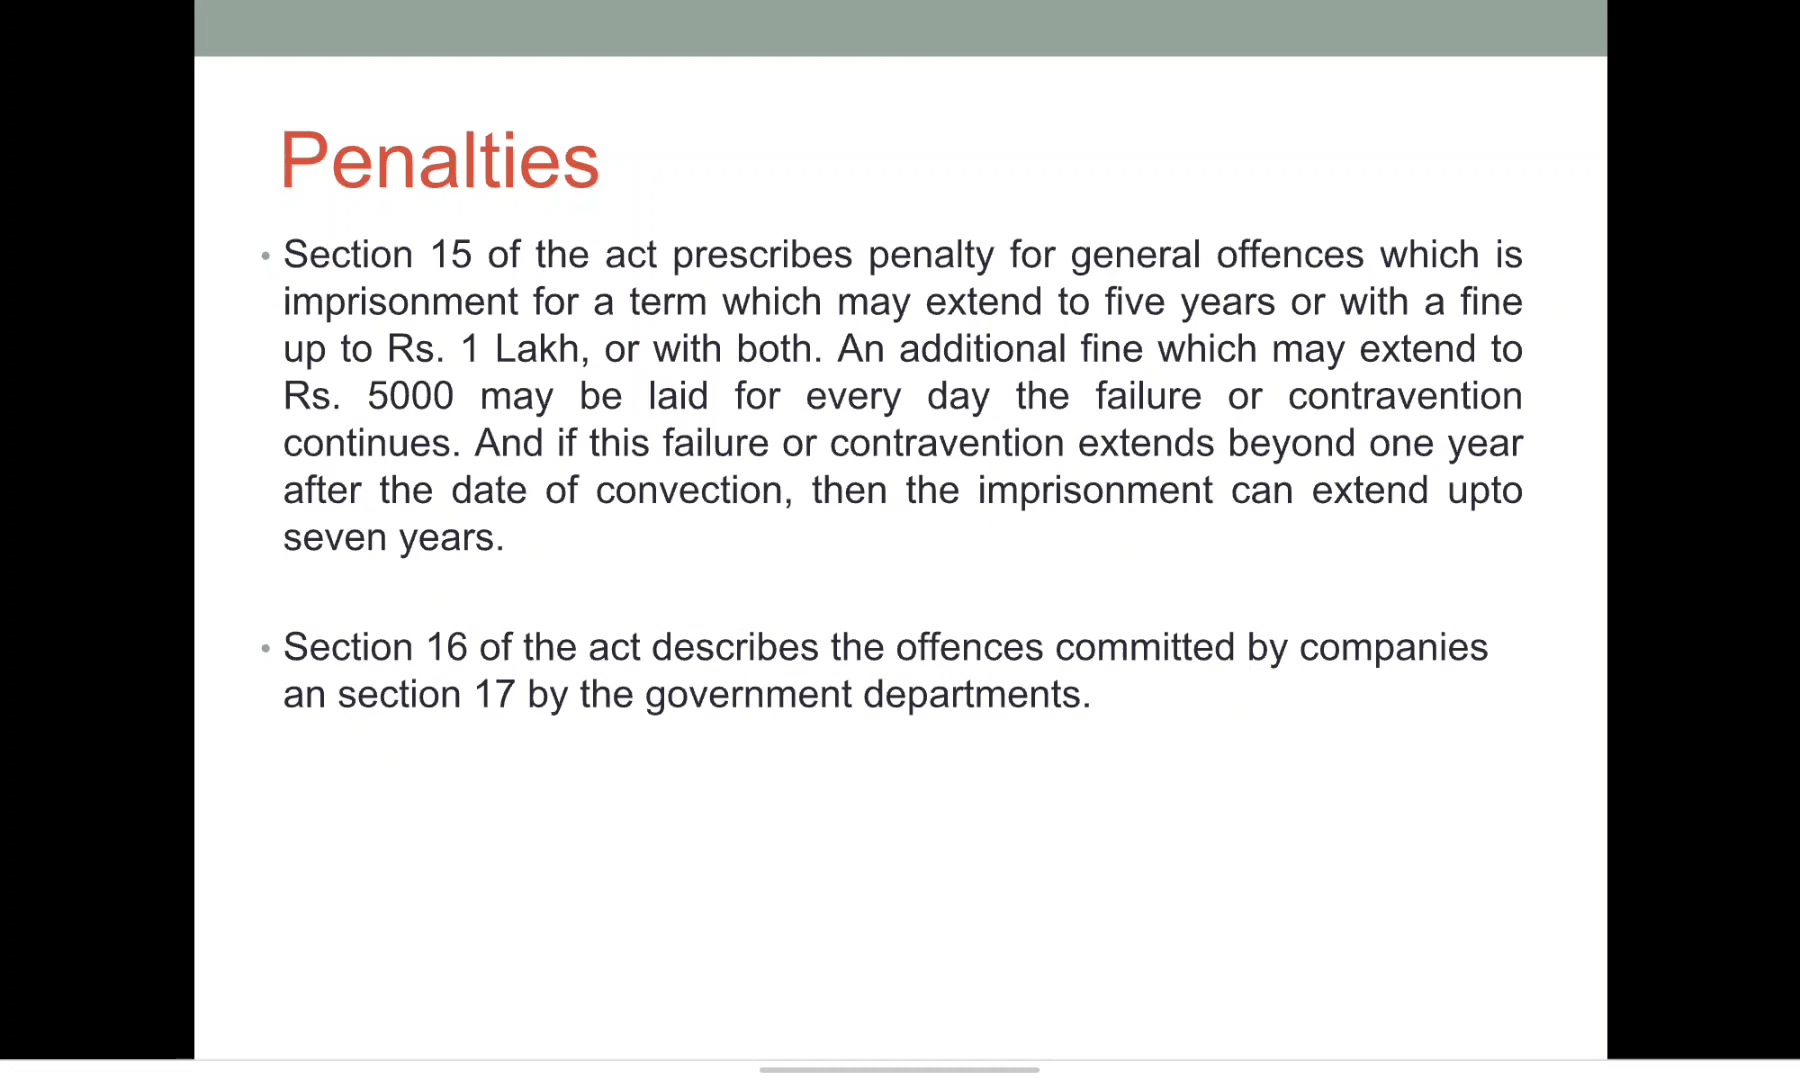 Penalties
• Section 15 of the act prescribes penalty for general offences which is
imprisonment for a term which may extend to five years or with a fine
up to Rs. 1 Lakh, or with both. An additional fine which may extend to
Rs. 5000 may be laid for every day the failure or contravention
continues. And if this failure or contravention extends beyond one year
after the date of convection, then the imprisonment can extend upto
seven years.
• Section 16 of the act describes the offences committed by companies
an section 17 by the government departments.